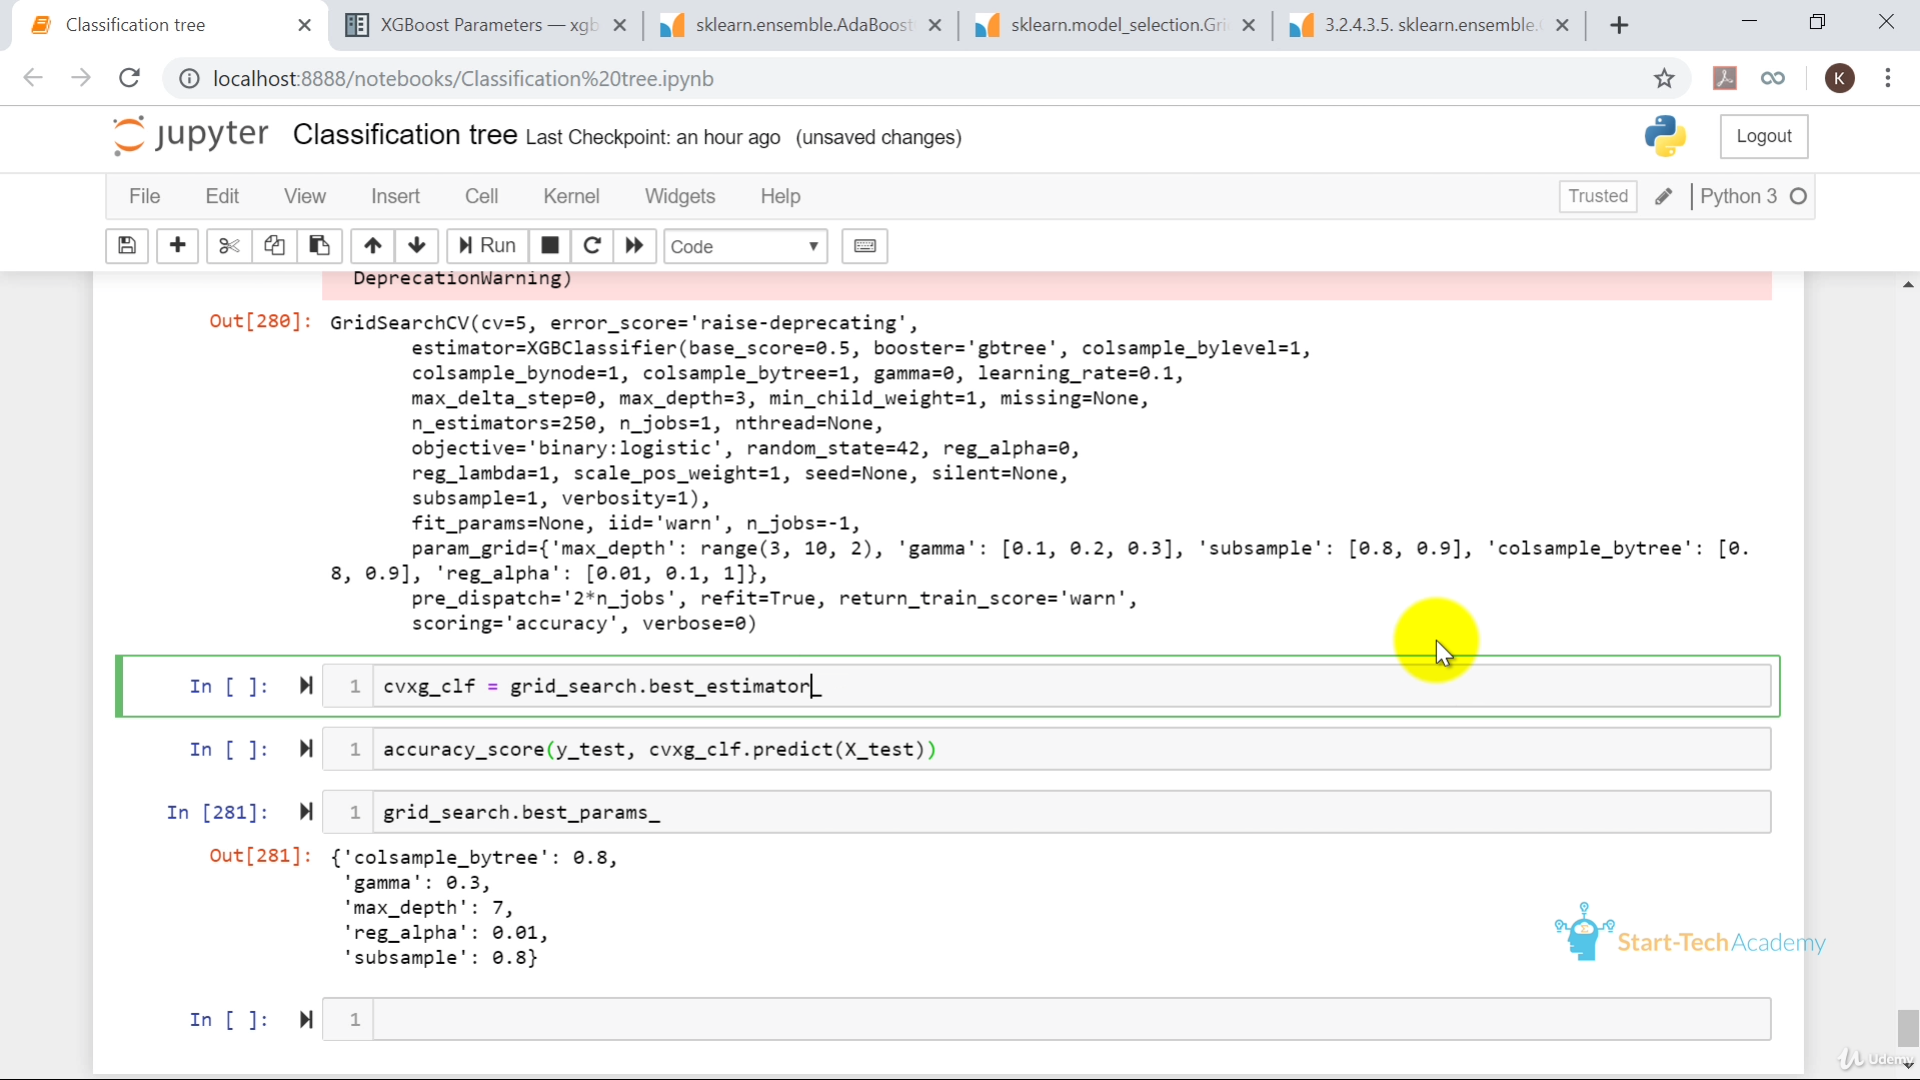 Classification tree
XGBoost Parameters — xgb
sklearn.ensemble.AdaBoost
sklearn.model_selection.Gri
3.2.4.3.5. sklearn.ensemble.
localhost:8888/notebooks/Classification%20tree.ipynb
K
jupyter Classification tree Last Checkpoint: an hour ago (unsaved changes)
Logout
File Edit View Insert Cell Kernel Widgets Help
Trusted Python 3
Run Code
DeprecationWarning)
Out[280]: GridSearchCV(cv=5, error_score='raise-deprecating',
estimator=XGBClassifier(base_score=0.5, booster='gbtree', colsample_bylevel=1,
colsample_bynode=1, colsample_bytree=1, gamma=0, learning_rate=0.1,
max_delta_step=0, max_depth=3, min_child_weight=1, missing=None,
n_estimators=250, n_jobs=1, nthread=None,
objective='binary:logistic', random_state=42, reg_alpha=0,
reg_lambda=1, scale_pos_weight=1, seed=None, silent=None,
subsample=1, verbosity=1),
fit_params=None, iid='warn', n_jobs=-1,
param_grid={'max_depth': range(3, 10, 2), 'gamma': [0.1, 0.2, 0.3], 'subsample': [0.8, 0.9], 'colsample_bytree': [0.
8, 0.9], 'reg_alpha': [0.01, 0.1, 1]},
pre_dispatch='2*n_jobs', refit=True, return_train_score='warn',
scoring='accuracy', verbose=0)
In [ ]: 1 cvxg_clf = grid_search.best_estimator_
In [ ]: 1 accuracy_score(y_test, cvxg_clf.predict(X_test))
In [281]: 1 grid_search.best_params_
Out[281]: {'colsample_bytree': 0.8,
'gamma': 0.3,
'max_depth': 7,
'reg_alpha': 0.01,
'subsample': 0.8}
Start-Tech Academy
In [ ]: 1
Udemy